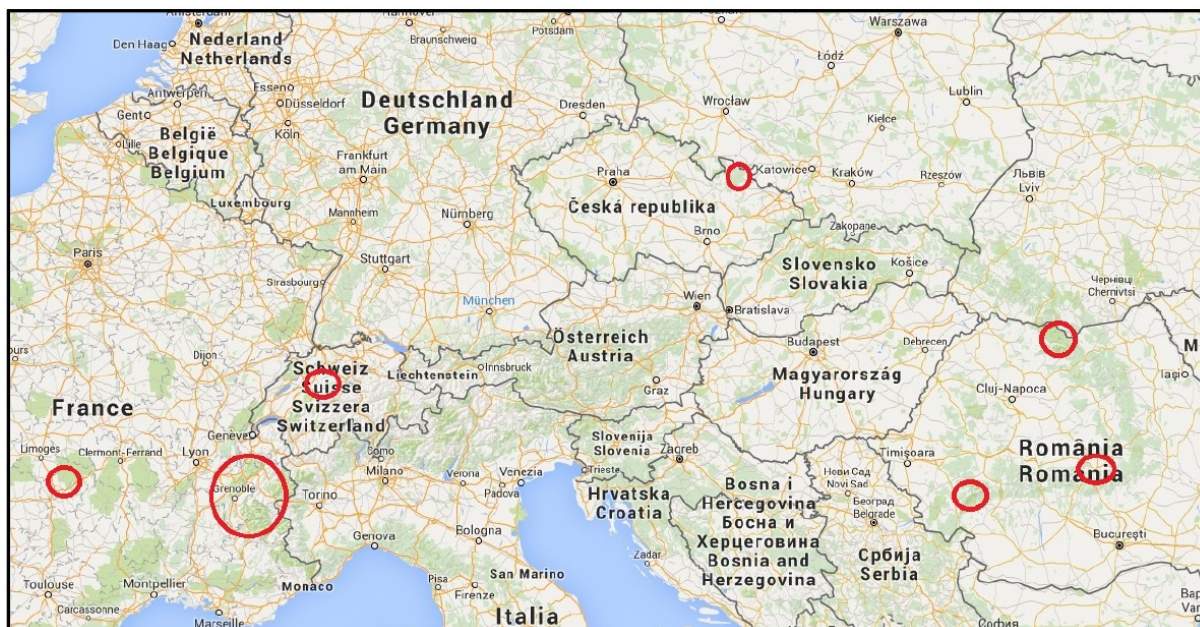 Amsterdam
Hannover
Warszawa
Nederland
Netherlands
Den Haag
Braunschweig
Potsdam
Łódź
Antwerpen
Essen
Düsseldorf
Deutschland
Germany
Dresden
Wrocław
Lublin
Gent
België
Belgique
Belgium
Köln
Kielce
Lille
Frankfurt
am Main
Praha
Katowice
Kraków
Rzeszów
Львів
Lviv
Luxembourg
Mannheim
Nürnberg
Česká republika
Brno
Zakopane
Paris
Stuttgart
Strasbourg
Slovensko
Slovakia
Košice
Чернівці
Chernivtsi
München
Wien
Bratislava
Österreich
Austria
Budapest
Debrecen
Dijon
Schweiz
Suisse
Svizzera
Switzerland
Liechtenstein
Innsbruck
Graz
Magyarország
Hungary
Cluj-Napoca
Iași
France
Genève
Limoges
Clermont-Ferrand
Lyon
Como
Milano
Verona
Venezia
Padova
Slovenija
Slovenia
Trieste
Zagreb
Timișoara
România
Romania
Grenoble
Torino
Hrvatska
Croatia
Bosna i
Hercegovina
Босна и
Херцеговина
Bosnia and
Herzegovina
Нови Сад
Novi Sad
Београд
Belgrade
București
Genova
Bologna
Zadar
Србија
Serbia
Toulouse
Montpellier
Monaco
Pisa
Firenze
San Marino
Carcassonne
Marseille
Italia
София